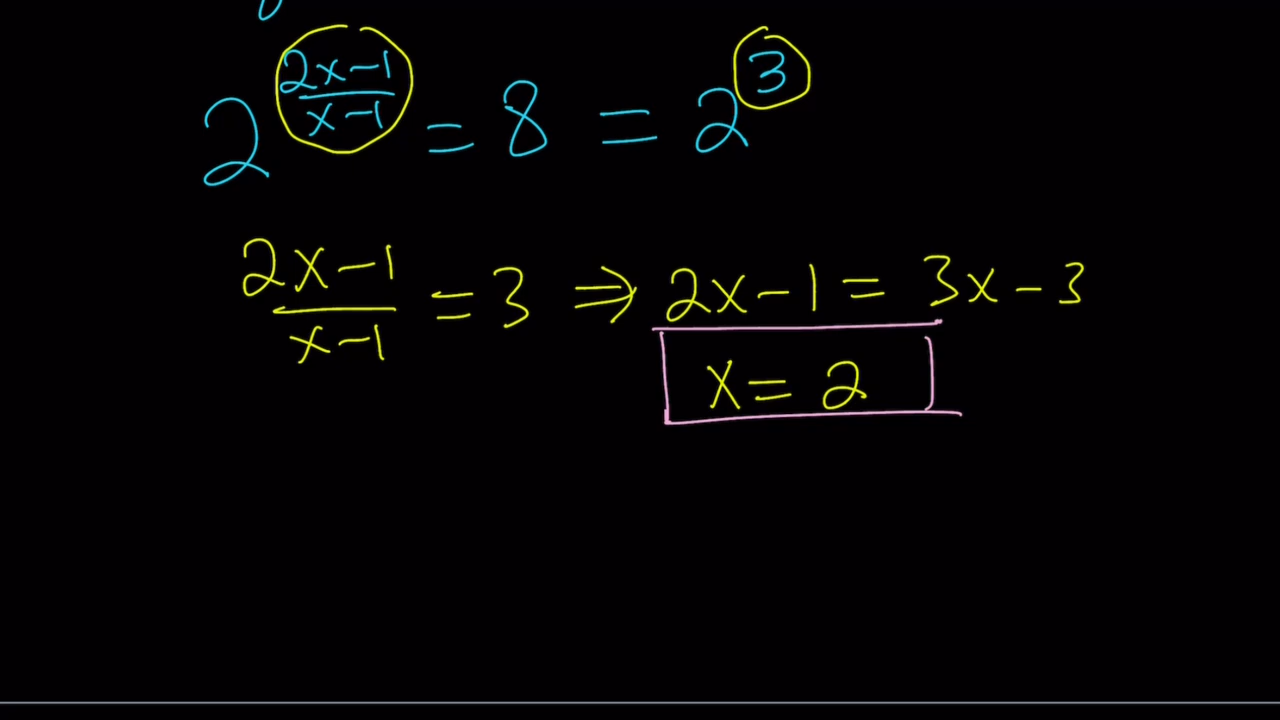 2^((2x-1)/(x-1)) = 8 = 2^3
(2x-1)/(x-1) = 3 ⇒ 2x-1 = 3x-3
x = 2